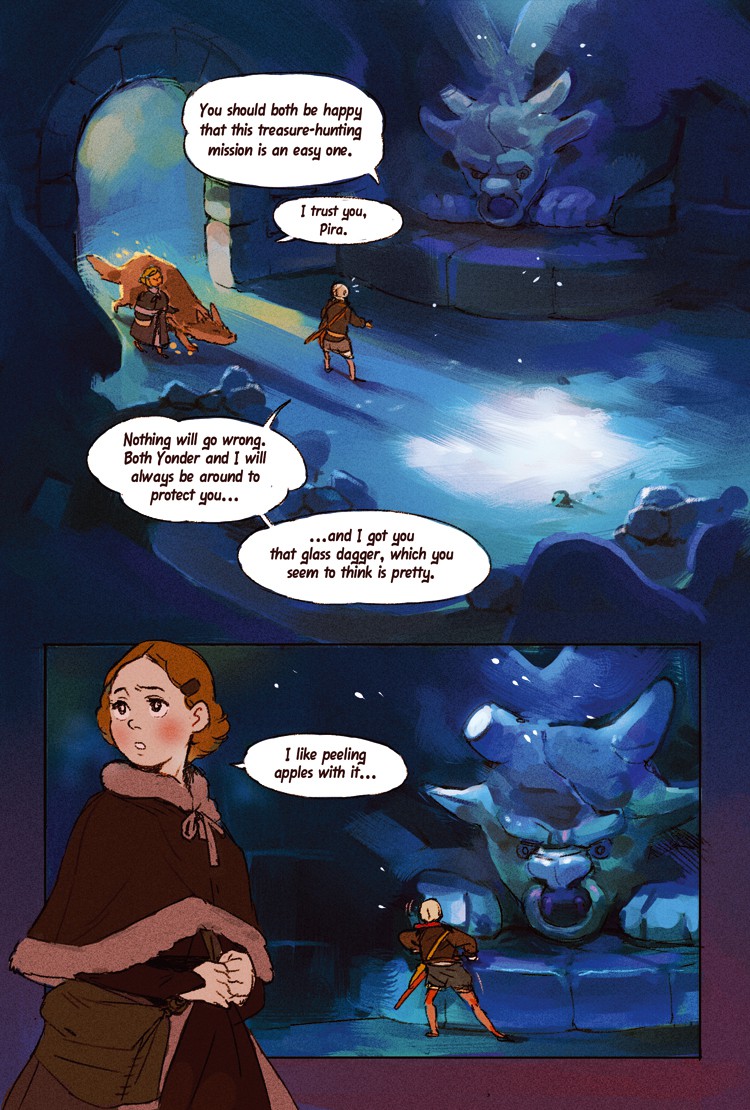 You should both be happy
that this treasure-hunting
mission is an easy one.
I trust you,
Pira.
Nothing will go wrong.
Both Yonder and I will
always be around to
protect you...
...and I got you
that glass dagger, which you
seem to think is pretty.
I like peeling
apples with it...